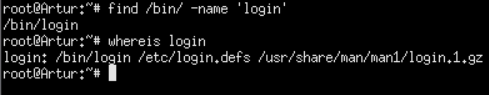 root@Artur:~# find /bin/ -name 'login'
/bin/login
root@Artur:~# whereis login
login: /bin/login /etc/login.defs /usr/share/man/man1/login.1.gz
root@Artur:~#